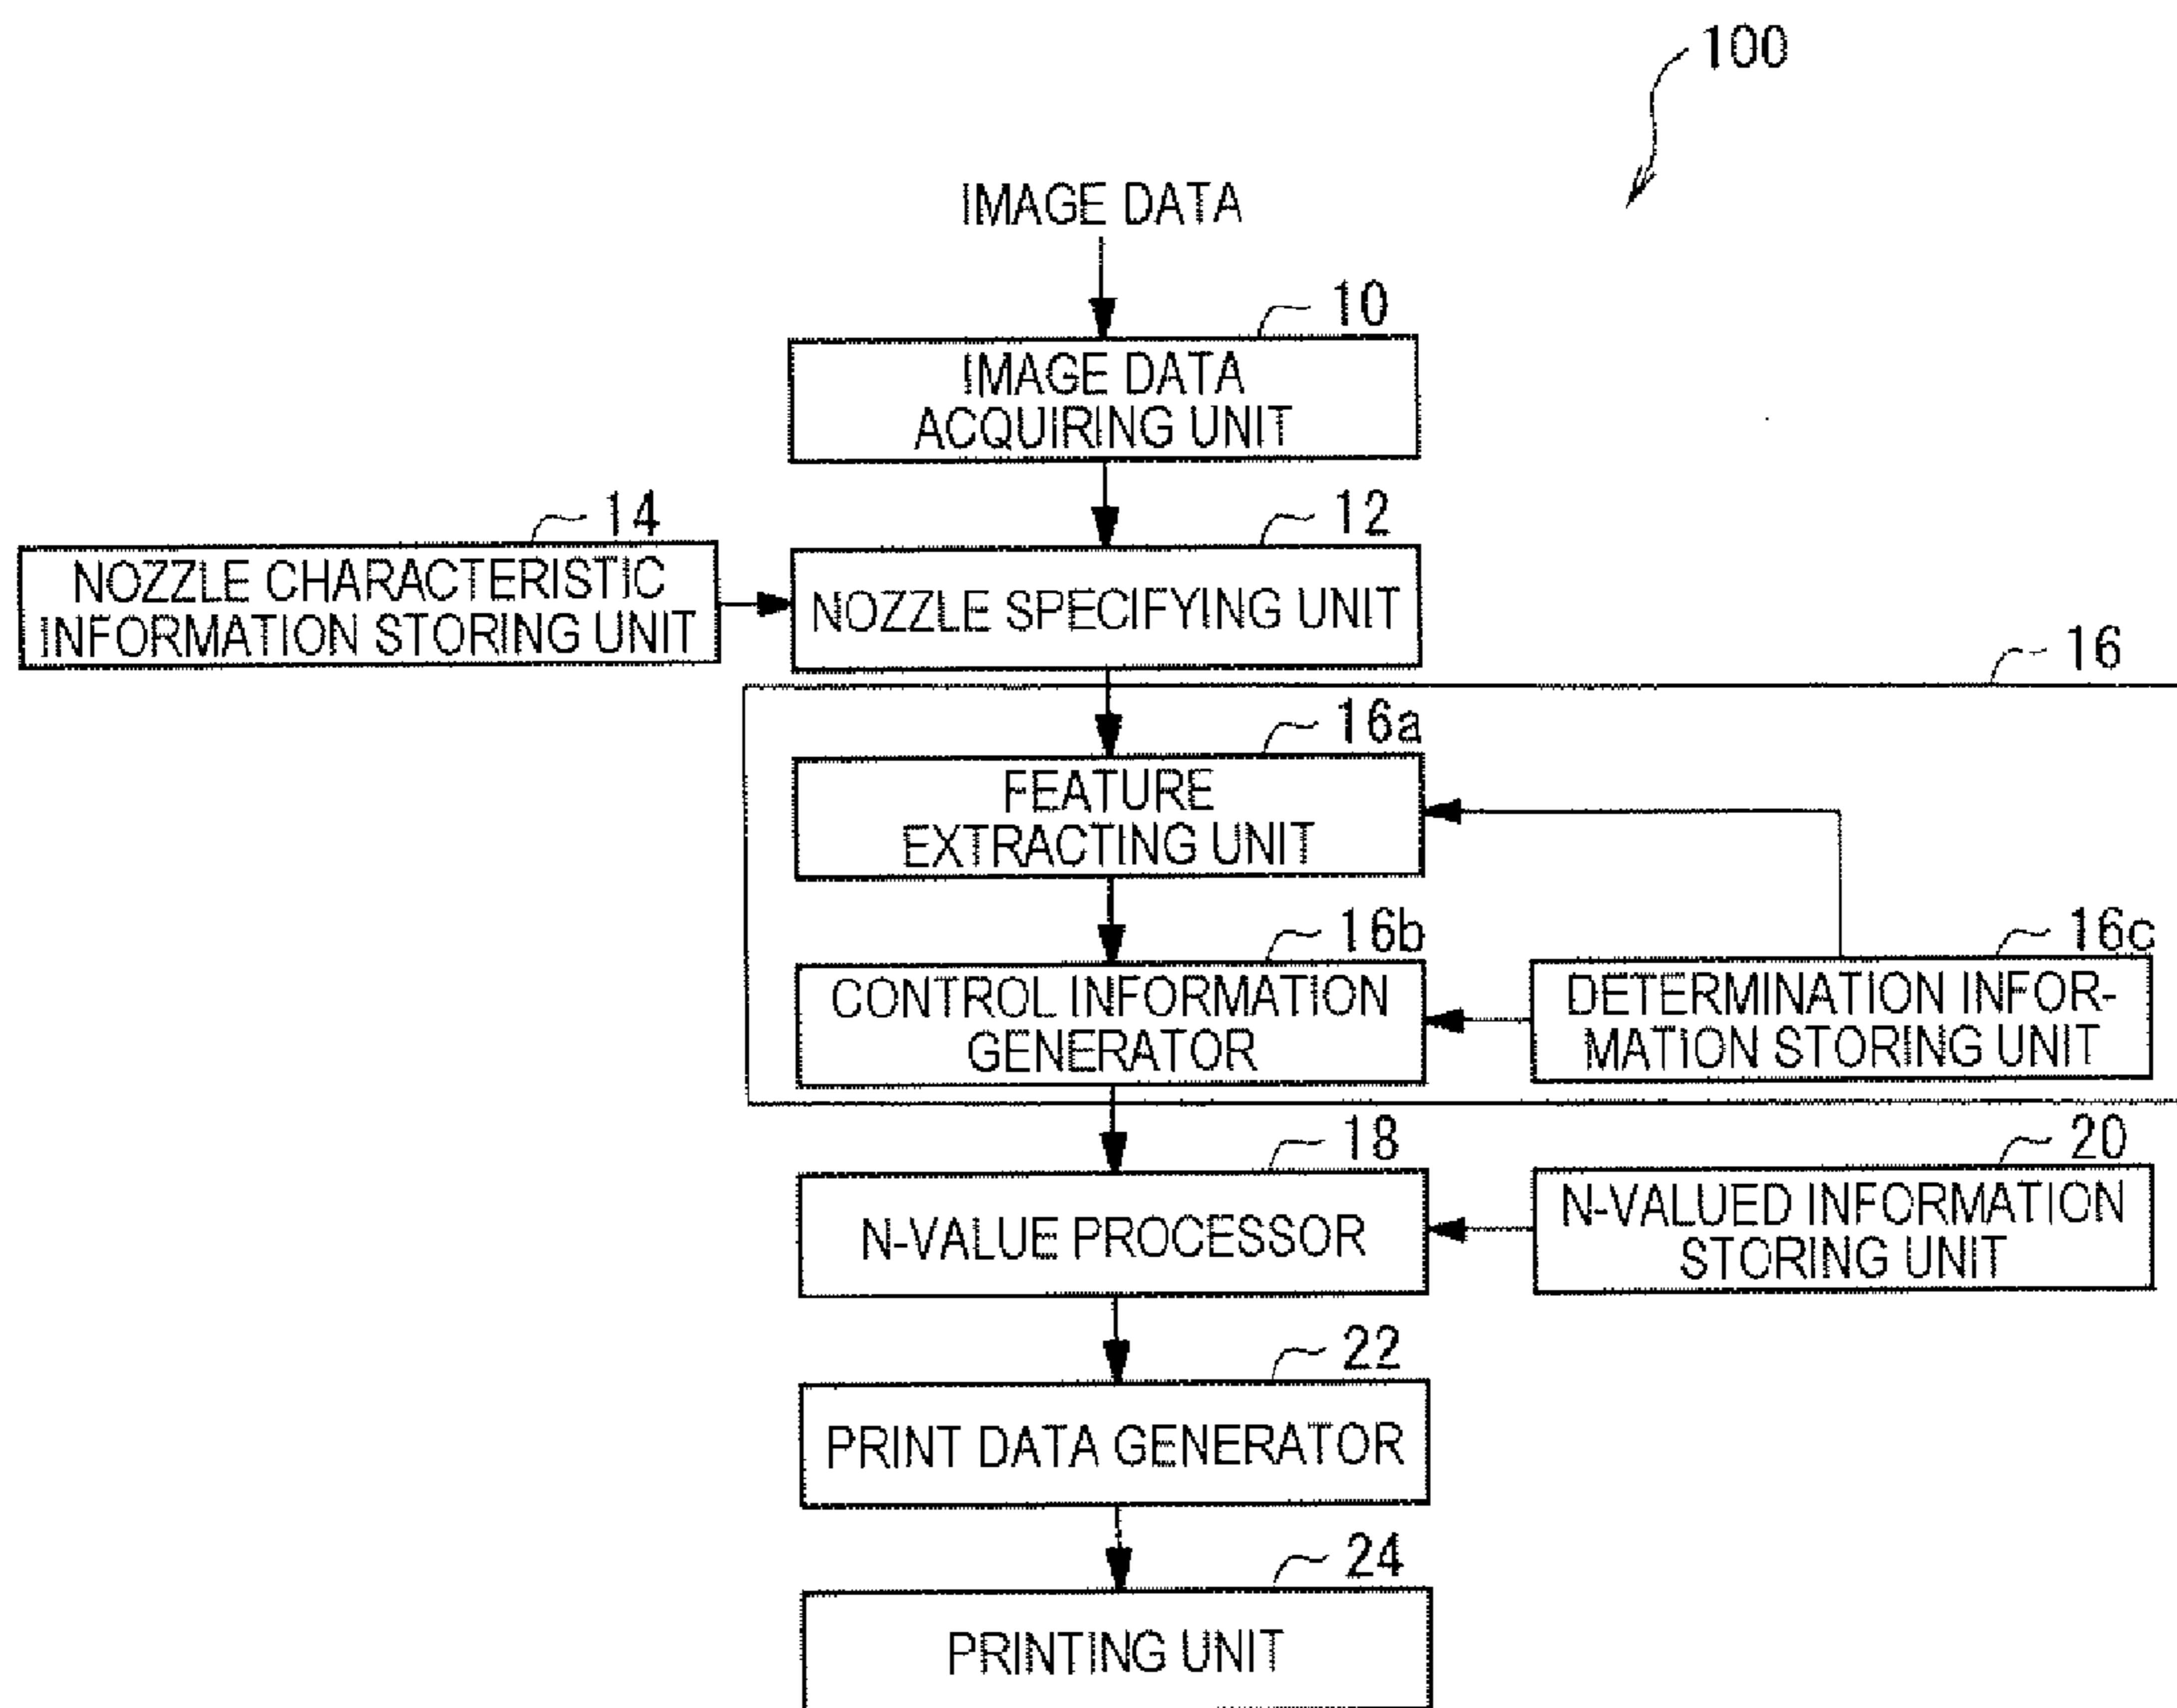 100
IMAGE DATA
10
IMAGE DATA
ACQUIRING UNIT
14
12
NOZZLE CHARACTERISTIC
INFORMATION STORING UNIT
NOZZLE SPECIFYING UNIT
16
16a
FEATURE
EXTRACTING UNIT
16b
16c
CONTROL INFORMATION
GENERATOR
DETERMINATION INFOR-
MATION STORING UNIT
18
20
N-VALUE PROCESSOR
N-VALUED INFORMATION
STORING UNIT
22
PRINT DATA GENERATOR
24
PRINTING UNIT